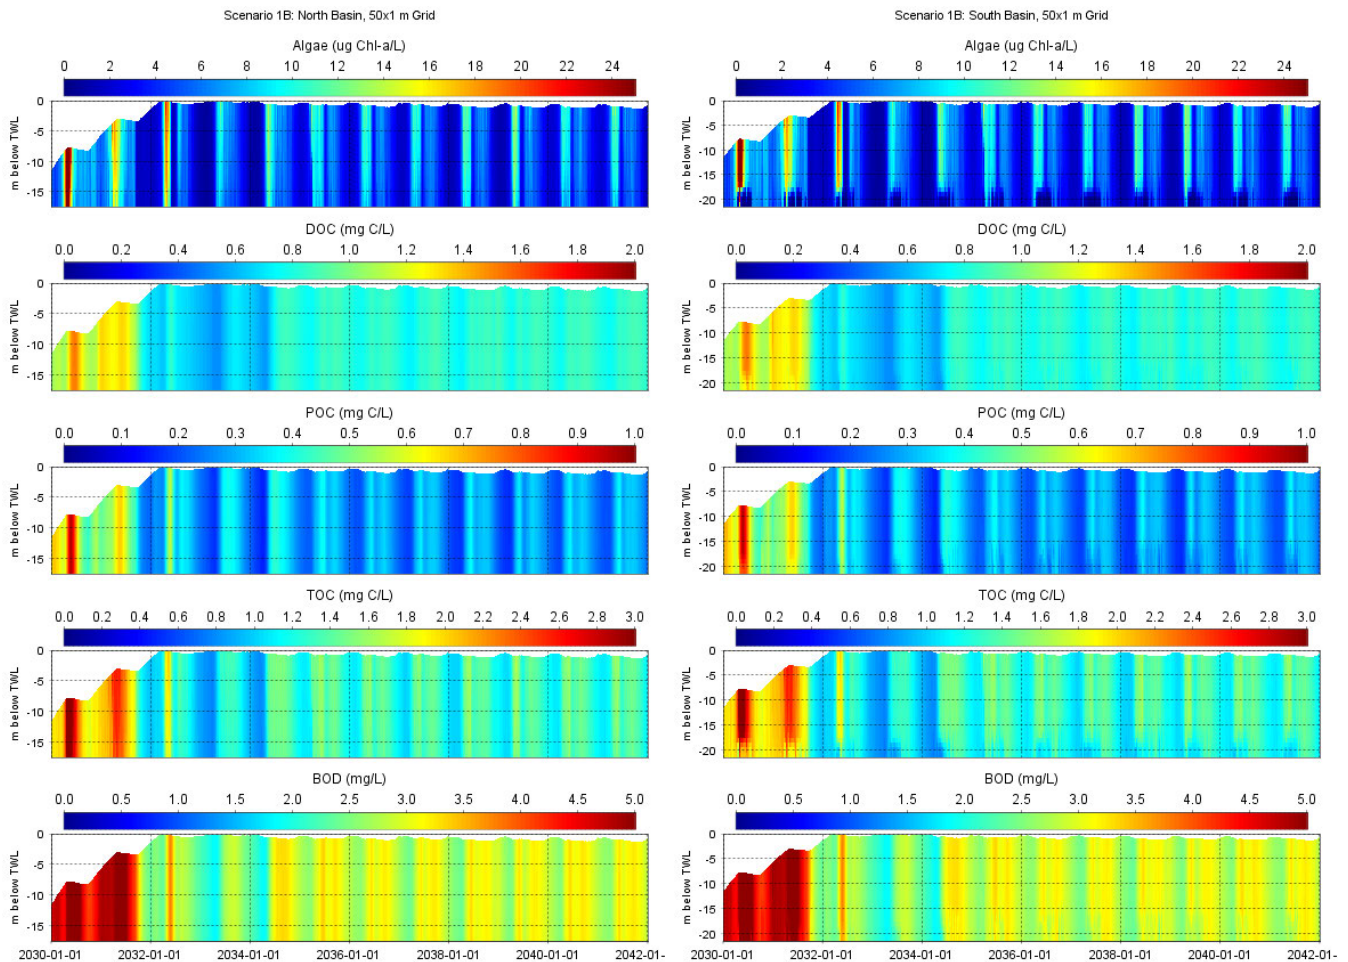 Scenario 1B: North Basin, 50x1 m Grid
Algae (ug Chl-a/L)
0 2 4 6 8 10 12 14 16 18 20 22 24
m below TWL
0
-5
-10
-15
DOC (mg C/L)
0.0 0.2 0.4 0.6 0.8 1.0 1.2 1.4 1.6 1.8 2.0
m below TWL
0
-5
-10
-15
POC (mg C/L)
0.0 0.1 0.2 0.3 0.4 0.5 0.6 0.7 0.8 0.9 1.0
m below TWL
0
-5
-10
-15
TOC (mg C/L)
0.0 0.2 0.4 0.6 0.8 1.0 1.2 1.4 1.6 1.8 2.0 2.2 2.4 2.6 2.8 3.0
m below TWL
0
-5
-10
-15
BOD (mg/L)
0.0 0.5 1.0 1.5 2.0 2.5 3.0 3.5 4.0 4.5 5.0
m below TWL
0
-5
-10
-15
2030-01-01 2032-01-01 2034-01-01 2036-01-01 2038-01-01 2040-01-01 2042-01-
Scenario 1B: South Basin, 50x1 m Grid
Algae (ug Chl-a/L)
0 2 4 6 8 10 12 14 16 18 20 22 24
m below TWL
0
-5
-10
-15
-20
DOC (mg C/L)
0.0 0.2 0.4 0.6 0.8 1.0 1.2 1.4 1.6 1.8 2.0
m below TWL
0
-5
-10
-15
-20
POC (mg C/L)
0.0 0.1 0.2 0.3 0.4 0.5 0.6 0.7 0.8 0.9 1.0
m below TWL
0
-5
-10
-15
-20
TOC (mg C/L)
0.0 0.2 0.4 0.6 0.8 1.0 1.2 1.4 1.6 1.8 2.0 2.2 2.4 2.6 2.8 3.0
m below TWL
0
-5
-10
-15
-20
BOD (mg/L)
0.0 0.5 1.0 1.5 2.0 2.5 3.0 3.5 4.0 4.5 5.0
m below TWL
0
-5
-10
-15
-20
2030-01-01 2032-01-01 2034-01-01 2036-01-01 2038-01-01 2040-01-01 2042-01-